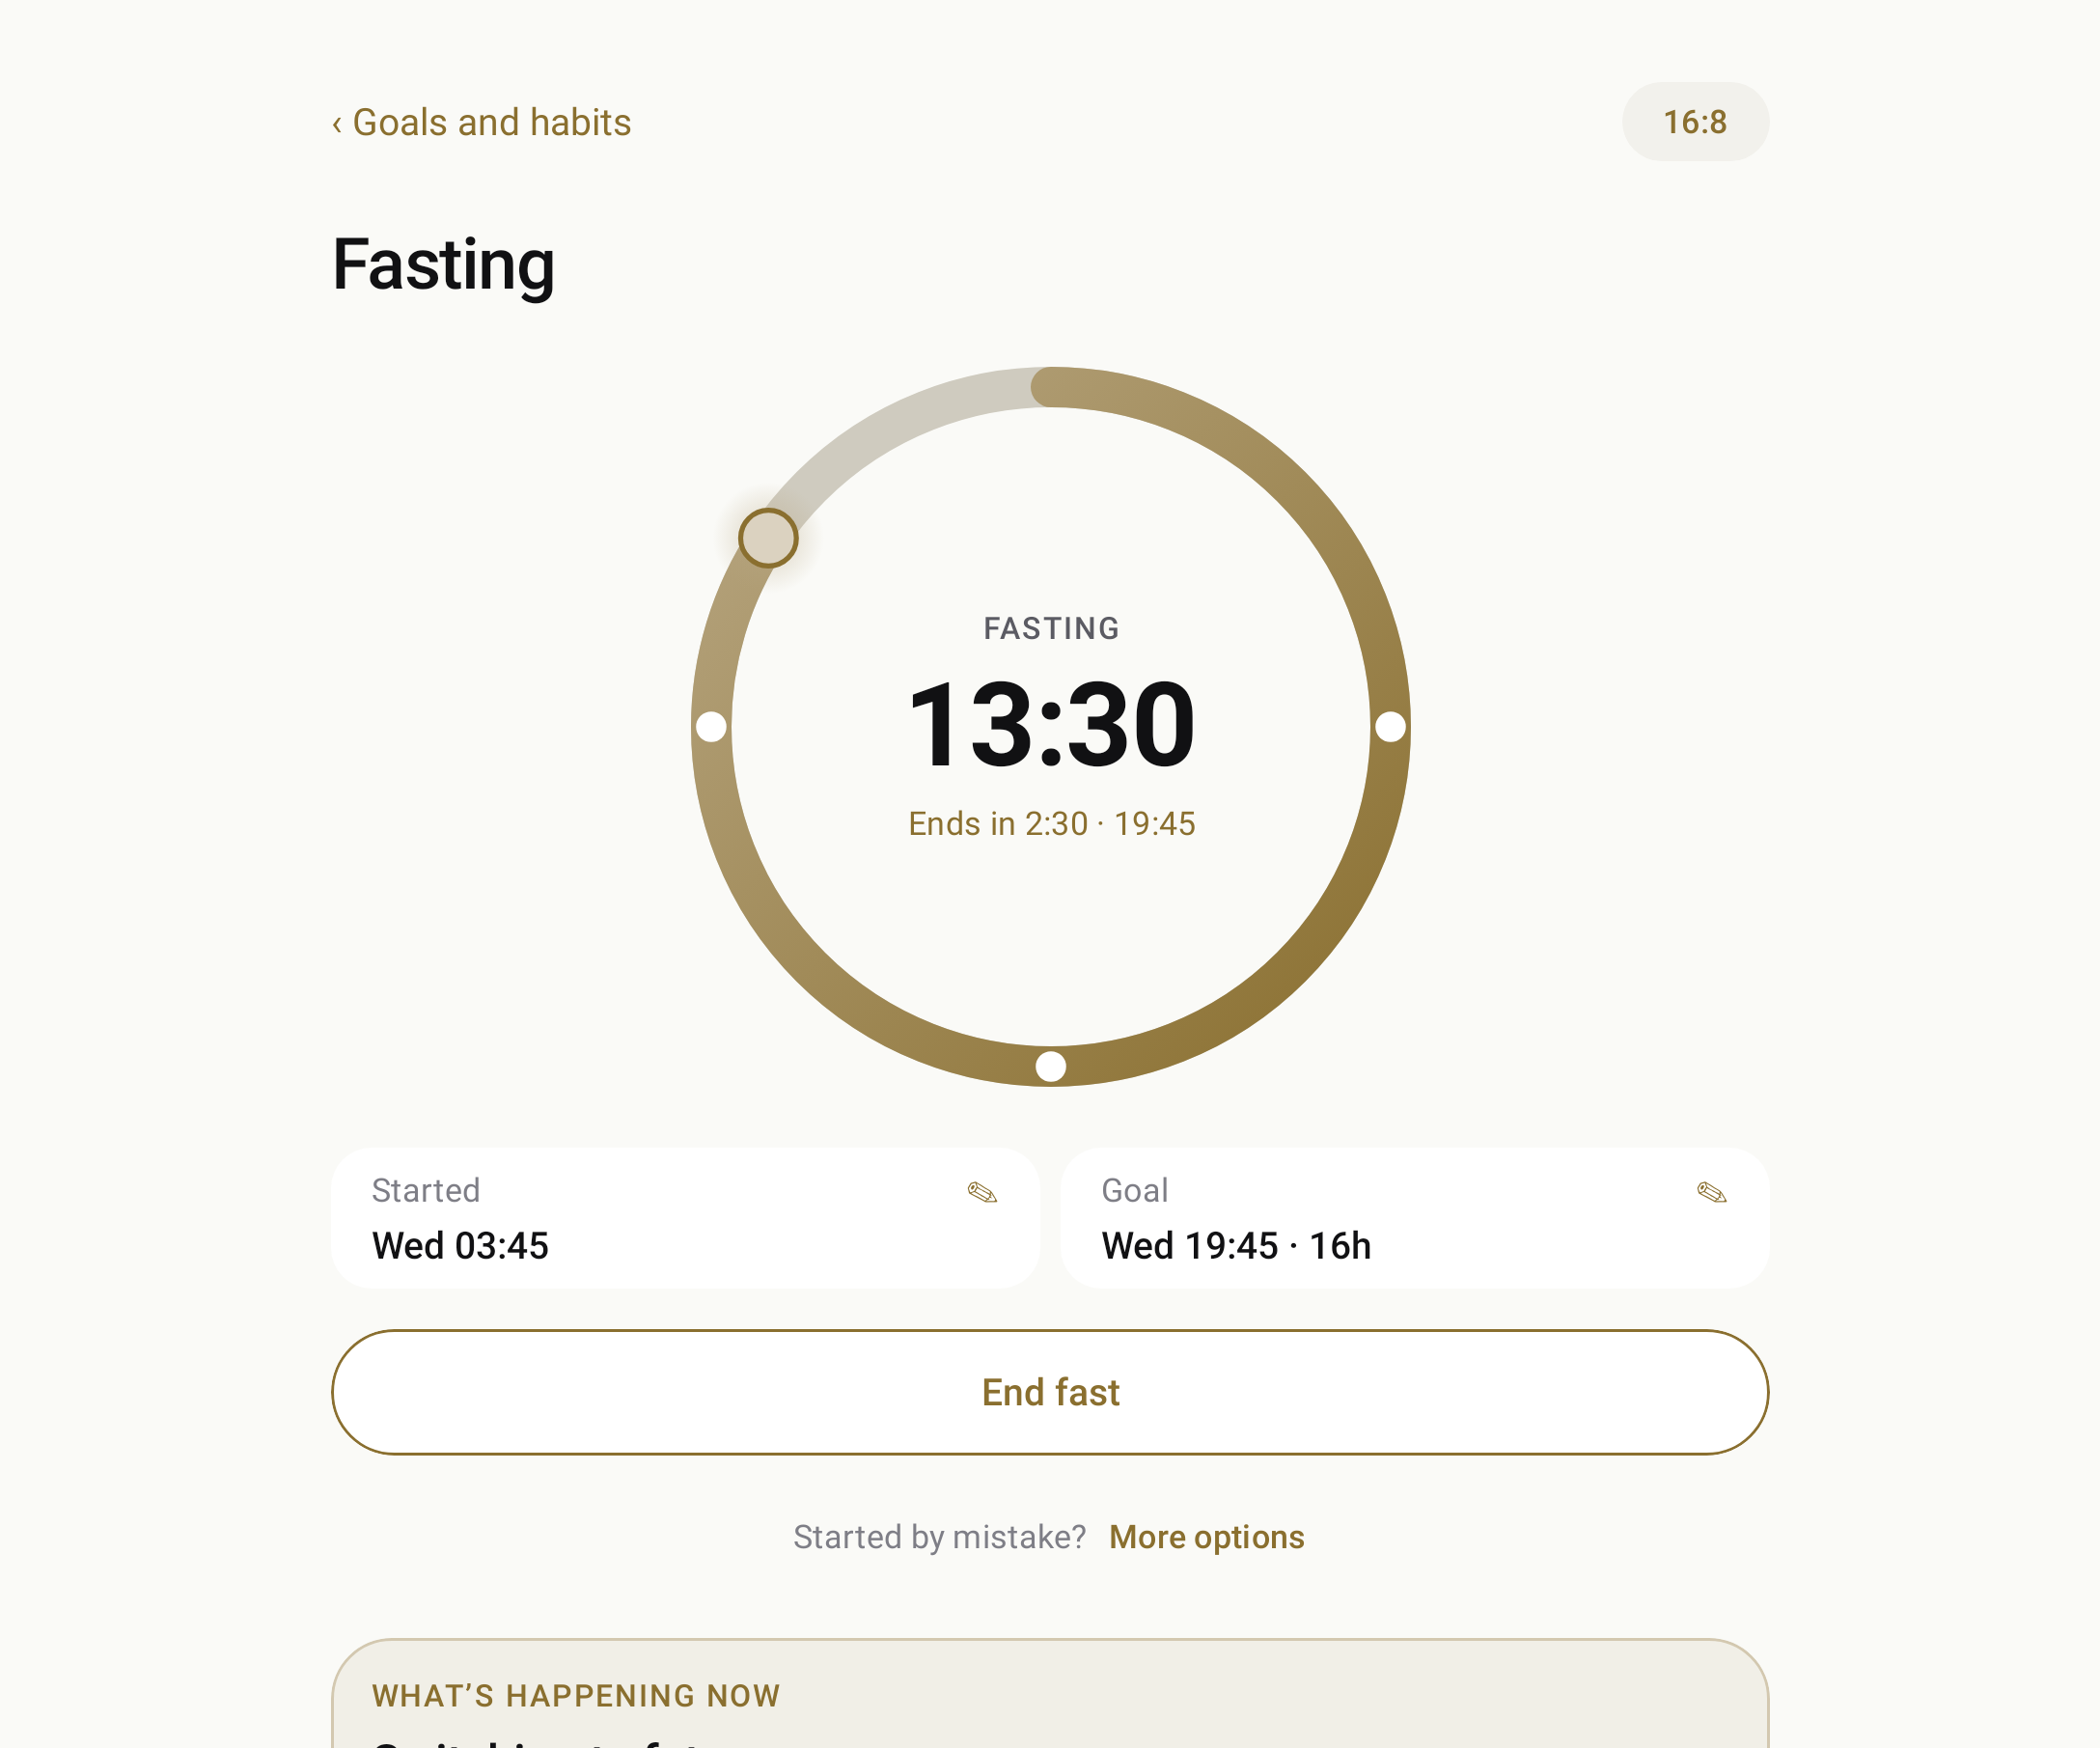 ‹ Goals and habits
16:8
Fasting
FASTING
13:30
Ends in 2:30 · 19:45
Started
Wed 03:45
Goal
Wed 19:45 · 16h
End fast
Started by mistake? More options
WHAT’S HAPPENING NOW